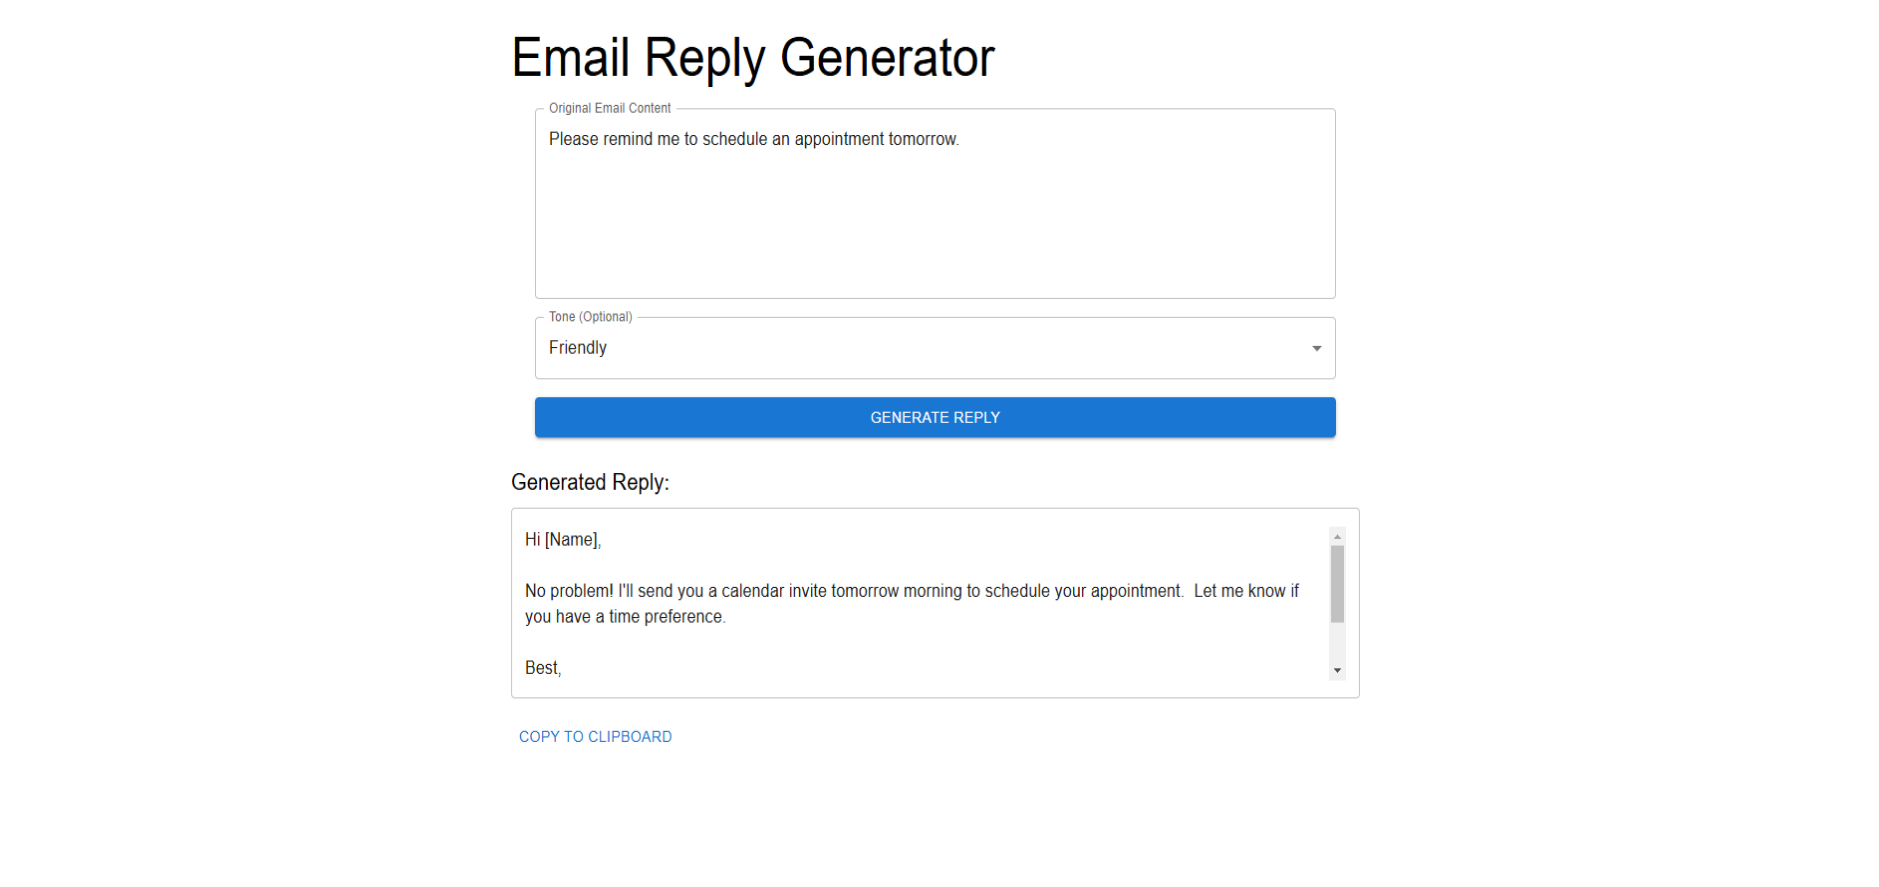 Email Reply Generator
Original Email Content
Please remind me to schedule an appointment tomorrow.
Tone (Optional)
Friendly
GENERATE REPLY
Generated Reply:
Hi [Name],
No problem! I'll send you a calendar invite tomorrow morning to schedule your appointment.  Let me know if
you have a time preference.
Best,
COPY TO CLIPBOARD